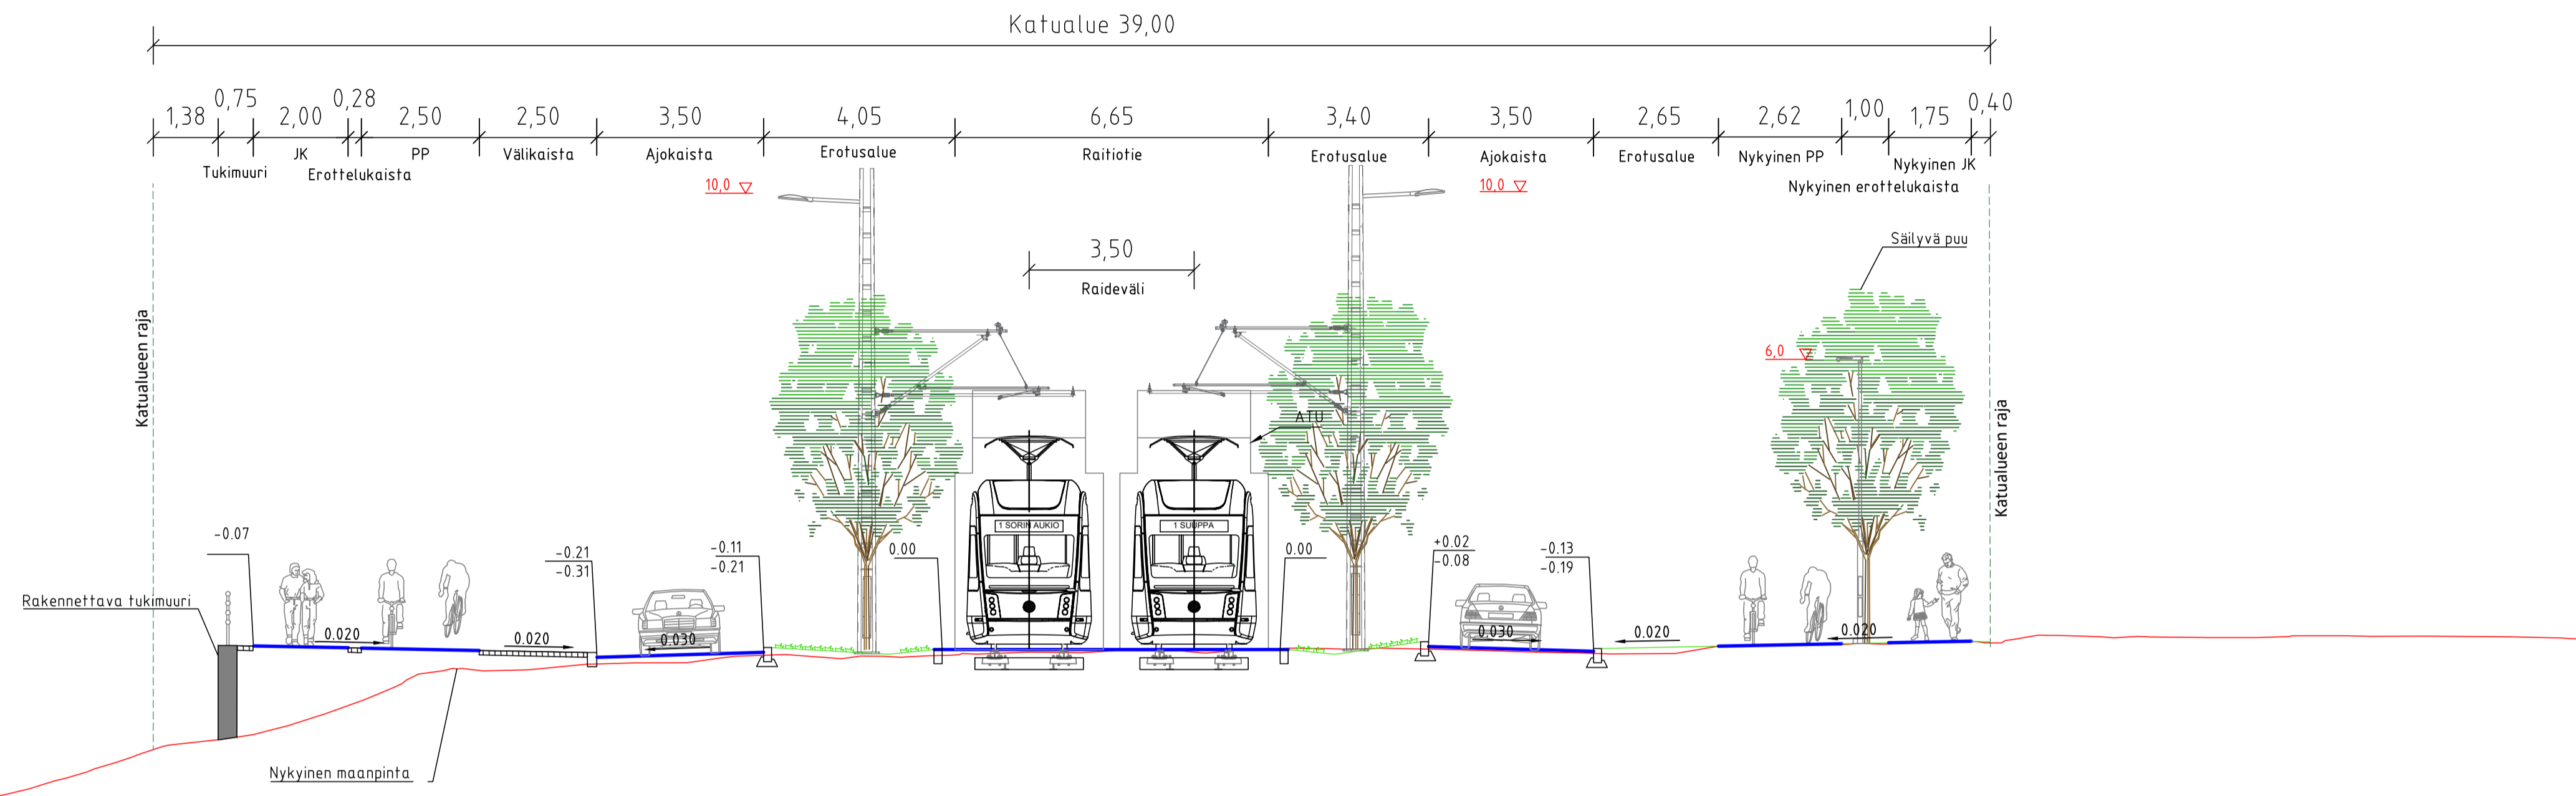 Katualue 39,00
1,38 0,75 2,00 0,28 2,50 2,50 3,50 4,05 6,65 3,40 3,50 2,65 2,62 1,00 1,75 0,40
Tukimuuri JK Erottelukaista PP Välikaista Ajokaista Erotusalue Raitiotie Erotusalue Ajokaista Erotusalue Nykyinen PP Nykyinen erottelukaista Nykyinen JK
10,0
10,0
Säilyvä puu
3,50
Raideväli
Katualueen raja
6,0
ATU
Katualueen raja
-0.07
-0.21
-0.31
-0.11
-0.21
0.00
1 SORIN AUKIO
1 SUUPPA
0.00
+0.02
-0.08
-0.13
-0.19
Rakennettava tukimuuri
0.020
0.020
0.030
0.030
0.020
0.020
Nykyinen maanpinta